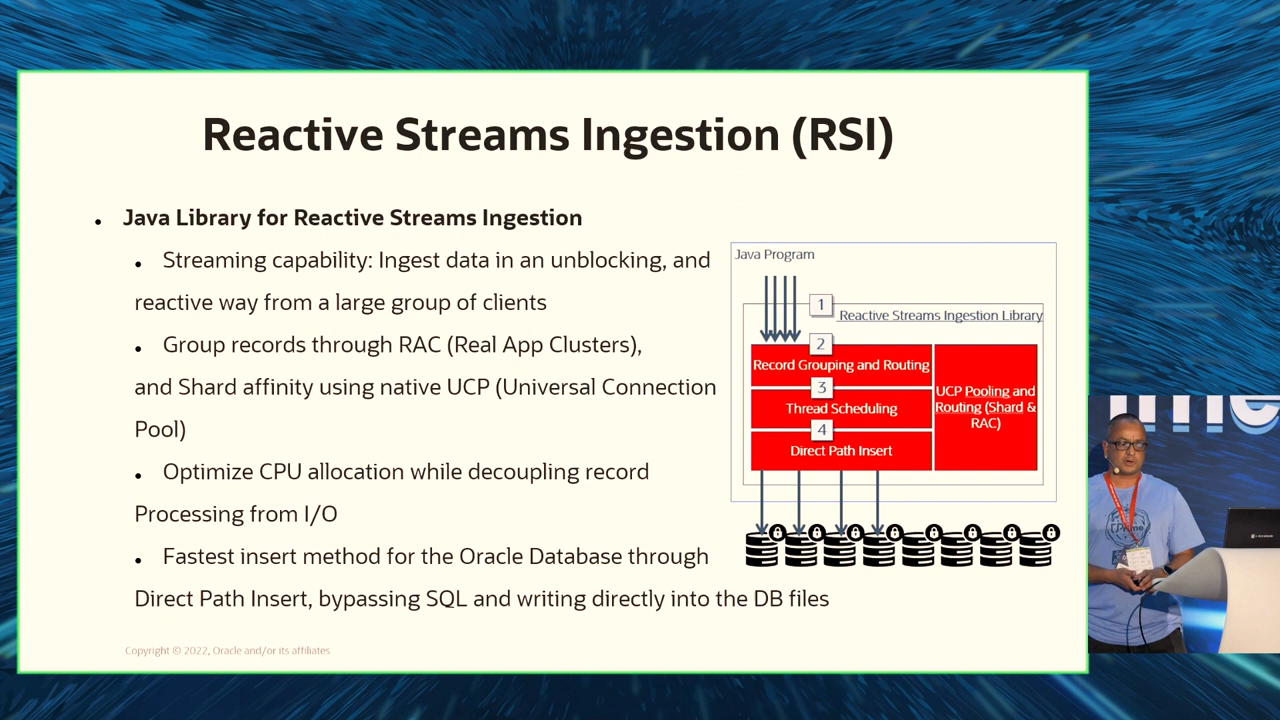 Reactive Streams Ingestion (RSI)
• Java Library for Reactive Streams Ingestion
• Streaming capability: Ingest data in an unblocking, and
reactive way from a large group of clients
• Group records through RAC (Real App Clusters),
and Shard affinity using native UCP (Universal Connection
Pool)
• Optimize CPU allocation while decoupling record
Processing from I/O
• Fastest insert method for the Oracle Database through
Direct Path Insert, bypassing SQL and writing directly into the DB files
Java Program
1
Reactive Streams Ingestion Library
2
Record Grouping and Routing
3
Thread Scheduling
4
Direct Path Insert
UCP Pooling and
Routing (Shard &
RAC)
Copyright © 2022, Oracle and/or its affiliates